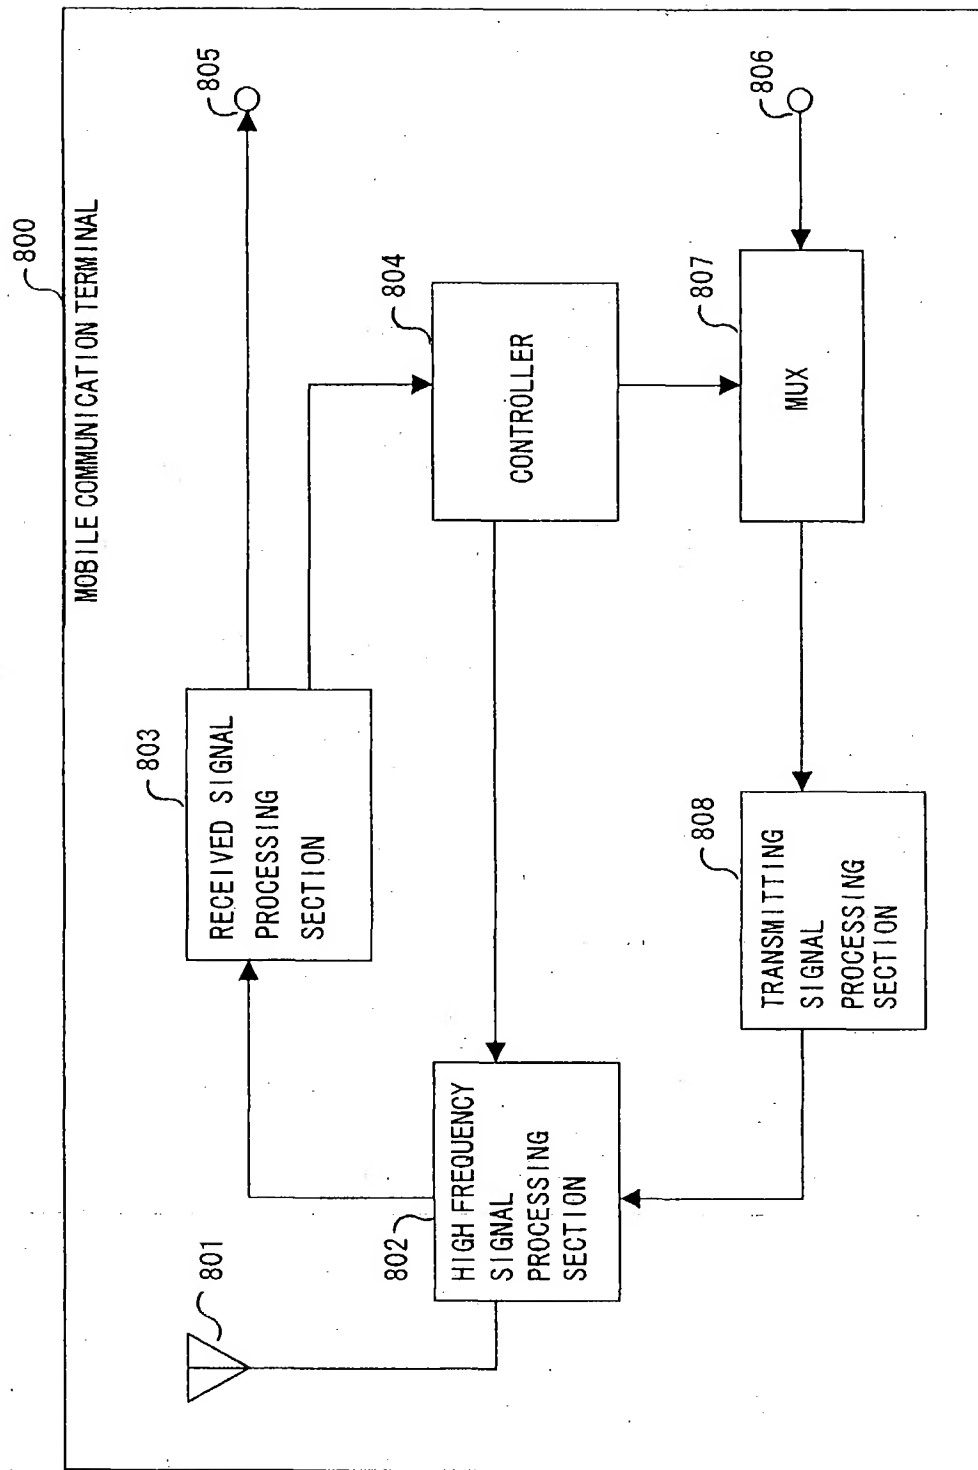 800
MOBILE COMMUNICATION TERMINAL
801
802
HIGH FREQUENCY
SIGNAL
PROCESSING
SECTION
803
RECEIVED SIGNAL
PROCESSING
SECTION
804
CONTROLLER
805
806
807
MUX
808
TRANSMITTING
SIGNAL
PROCESSING
SECTION